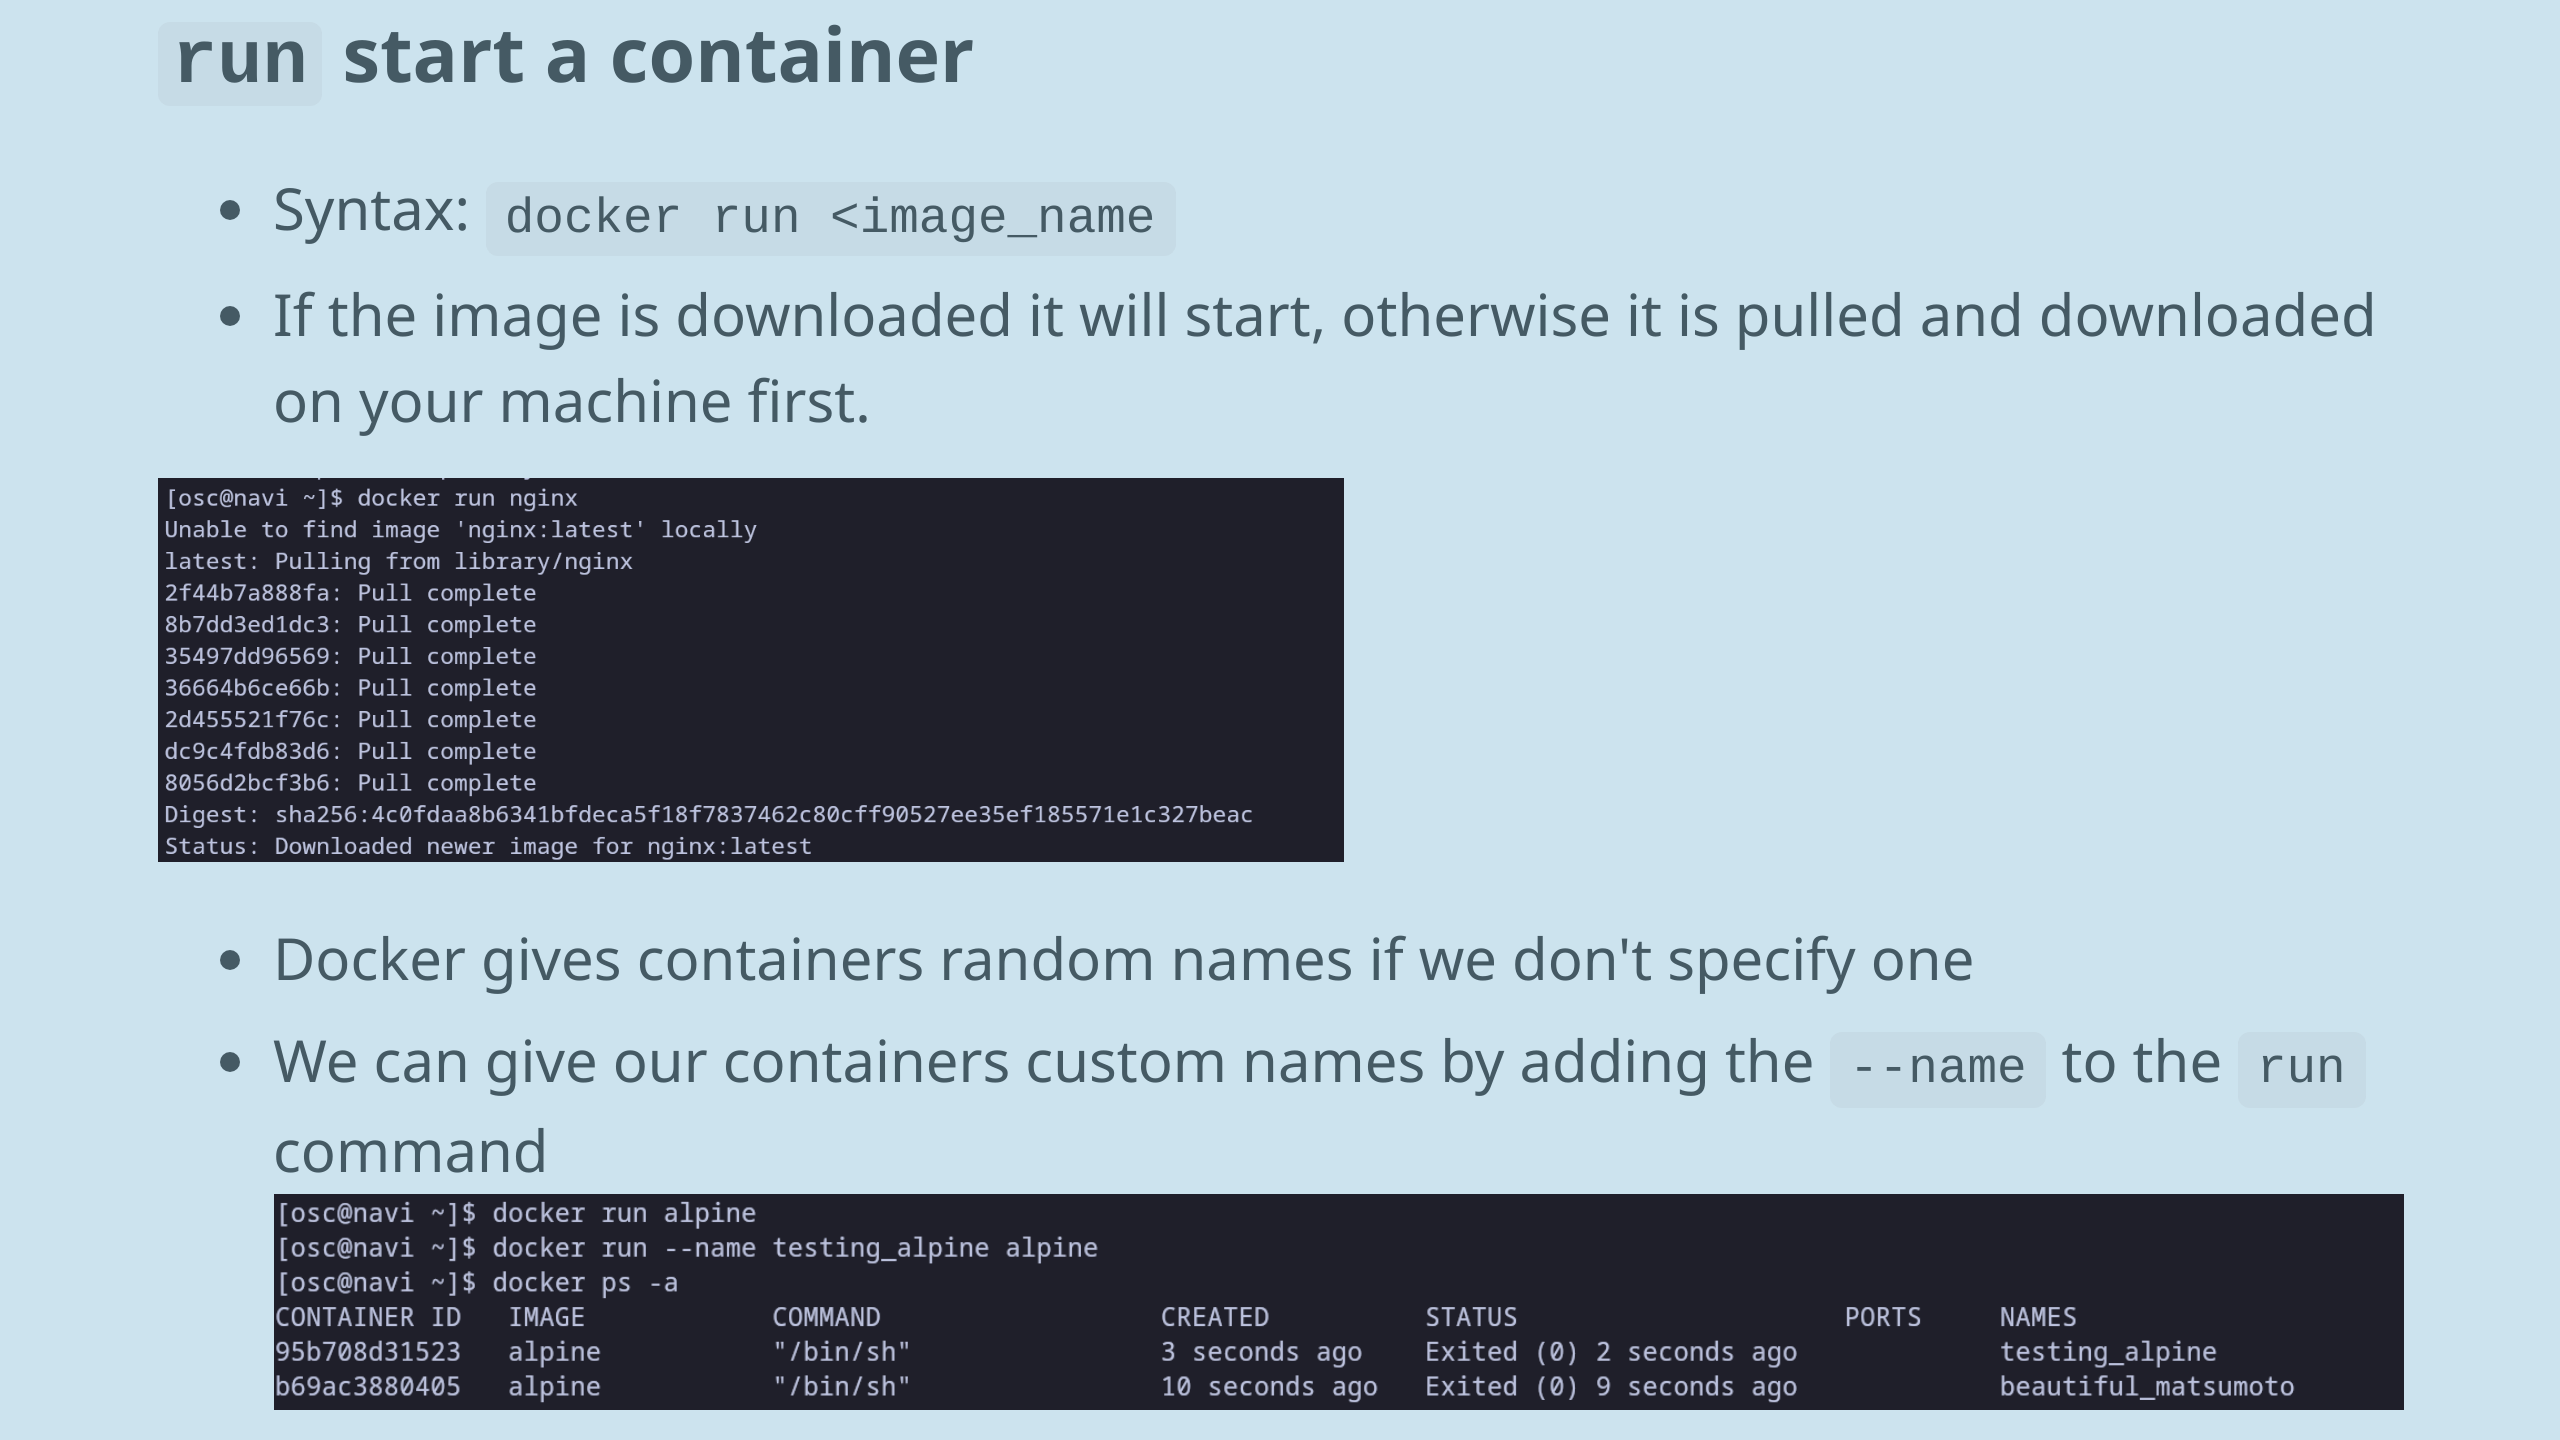 run start a container
Syntax: docker run <image_name
If the image is downloaded it will start, otherwise it is pulled and downloaded
on your machine first.
[osc@navi ~]$ docker run nginx
Unable to find image 'nginx:latest' locally
latest: Pulling from library/nginx
2f44b7a888fa: Pull complete
8b7dd3ed1dc3: Pull complete
35497dd96569: Pull complete
36664b6ce66b: Pull complete
2d455521f76c: Pull complete
dc9c4fdb83d6: Pull complete
8056d2bcf3b6: Pull complete
Digest: sha256:4c0fdaa8b6341bfdeca5f18f7837462c80cff90527ee35ef185571e1c327beac
Status: Downloaded newer image for nginx:latest
Docker gives containers random names if we don't specify one
We can give our containers custom names by adding the --name to the run
command
[osc@navi ~]$ docker run alpine
[osc@navi ~]$ docker run --name testing_alpine alpine
[osc@navi ~]$ docker ps -a
CONTAINER ID IMAGE COMMAND CREATED STATUS PORTS NAMES
95b708d31523 alpine "/bin/sh" 3 seconds ago Exited (0) 2 seconds ago testing_alpine
b69ac3880405 alpine "/bin/sh" 10 seconds ago Exited (0) 9 seconds ago beautiful_matsumoto